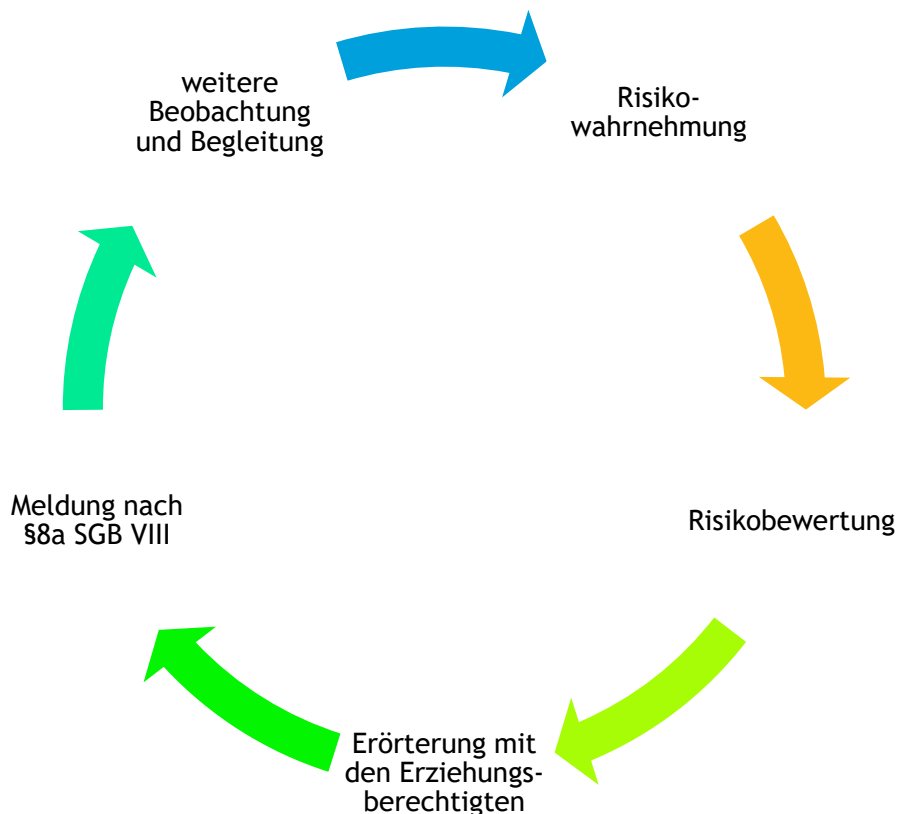 weitere
Beobachtung
und Begleitung
Risiko-
wahrnehmung
Risikobewertung
Erörterung mit
den Erziehungs-
berechtigten
Meldung nach
§8a SGB VIII